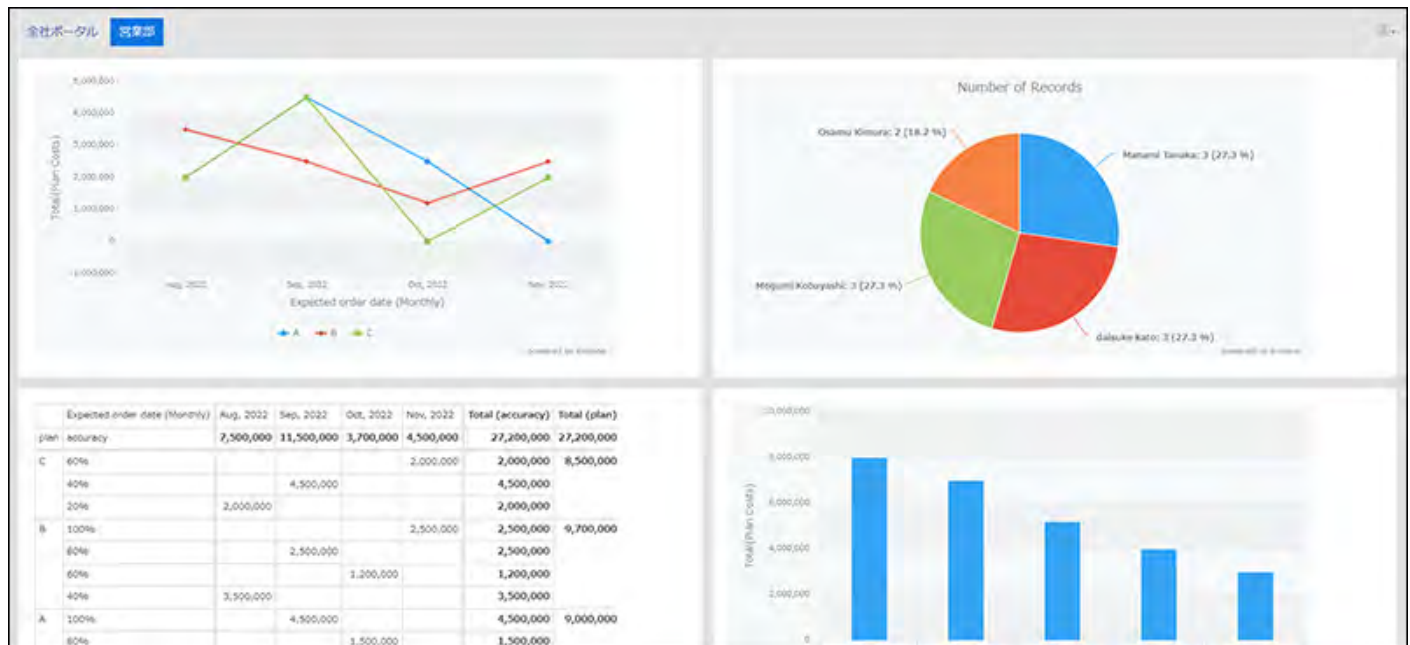 全社ポータル 営業部
5,000,000
4,000,000
3,000,000
2,000,000
1,000,000
0
-1,000,000
Total (Plan Costs)
Aug, 2022 Sep, 2022 Oct, 2022 Nov, 2022
Expected order date (Monthly)
A B C
Number of Records
Osamu Kimura: 2 (18.2 %)
Manami Tanaka: 3 (27.3 %)
Mogumi Kobuyashi: 3 (27.3 %)
daisuke kato: 3 (27.3 %)
Expected order date (Monthly) Aug, 2022 Sep, 2022 Oct, 2022 Nov, 2022 Total (accuracy) Total (plan)
plan accuracy 7,500,000 11,500,000 3,700,000 4,500,000 27,200,000 27,200,000
C 60% 2,000,000 2,000,000 8,500,000
40% 4,500,000 4,500,000
20% 2,000,000 2,000,000
B 100% 2,500,000 2,500,000 9,700,000
80% 2,500,000 2,500,000
60% 1,200,000 1,200,000
40% 3,500,000 3,500,000
A 100% 4,500,000 4,500,000 9,000,000
80% 1,500,000 1,500,000
10,000,000
8,000,000
6,000,000
4,000,000
2,000,000
0
Total (Plan Costs)